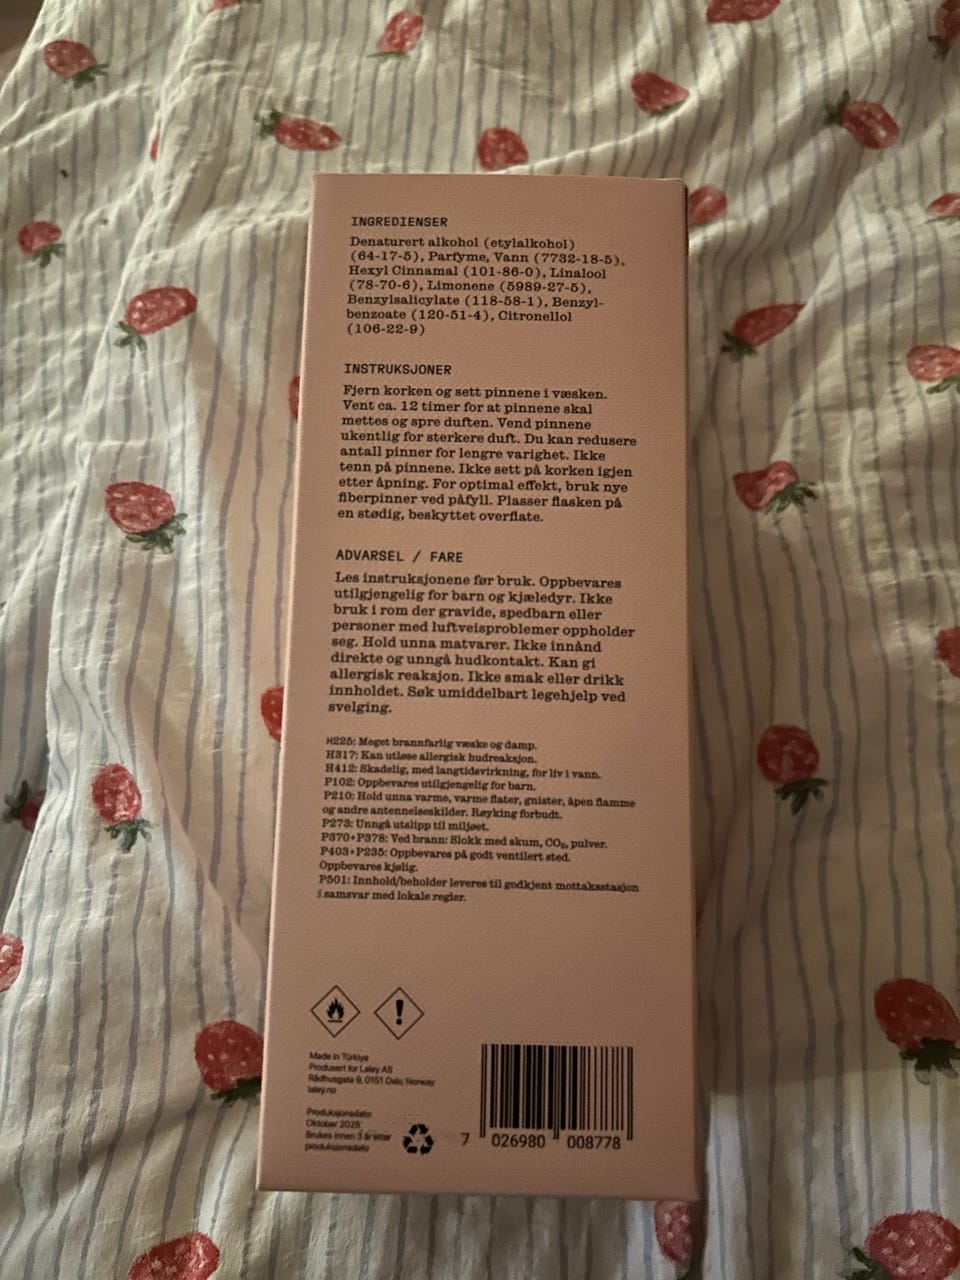 INGREDIENSER
Denaturert alkohol (etylalkohol)
(64-17-5), Parfyme, Vann (7732-18-5),
Hexyl Cinnamal (101-86-0), Linalool
(78-70-6), Limonene (5989-27-5),
Benzylsalicylate (118-58-1), Benzyl-
benzoate (120-51-4), Citronellol
(106-22-9)
INSTRUKSJONER
Fjern korken og sett pinnene i væsken.
Vent ca. 12 timer for at pinnene skal
mettes og spre duften. Vend pinnene
ukentlig for sterkere duft. Du kan redusere
antall pinner for lengre varighet. Ikke
tenn på pinnene. Ikke sett på korken igjen
etter åpning. For optimal effekt, bruk nye
fiberpinner ved påfyll. Plasser flasken på
en stødig, beskyttet overflate.
ADVARSEL / FARE
Les instruksjonene før bruk. Oppbevares
utilgjengelig for barn og kjæledyr. Ikke
bruk i rom der gravide, spedbarn eller
personer med luftveisproblemer oppholder
seg. Hold unna matvarer. Ikke innånd
direkte og unngå hudkontakt. Kan gi
allergisk reaksjon. Ikke smak eller drikk
innholdet. Søk umiddelbart legehjelp ved
svelging.
H225: Meget brannfarlig væske og damp.
H317: Kan utløse allergisk hudreaksjon.
H412: Skadelig, med langtidsvirkning, for liv i vann.
P102: Oppbevares utilgjengelig for barn.
P210: Hold unna varme, varme flater, gnister, åpen flamme
og andre antennelseskilder. Røyking forbudt.
P273: Unngå utslipp til miljøet.
P370+P378: Ved brann: Slokk med skum, CO₂, pulver.
P403+P235: Oppbevares på godt ventilert sted.
Oppbevares kjølig.
P501: Innhold/beholder leveres til godkjent mottaksstasjon
i samsvar med lokale regler.
Made in Türkiye
Produsert for Laley AS
Rådhusgata 9, 0151 Oslo, Norway
laley.no
Produksjonsdato:
Oktober 2025
Brukes innen 3 år etter
produksjonsdato
7 026980 008778